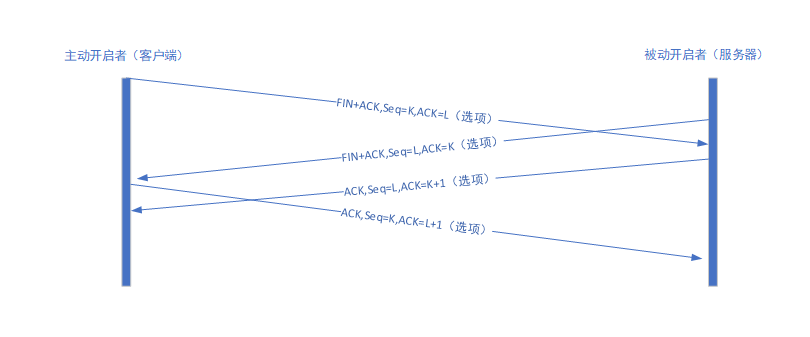 主动开启者（客户端）
被动开启者（服务器）
FIN+ACK,Seq=K,ACK=L（选项）
FIN+ACK,Seq=L,ACK=K（选项）
ACK,Seq=L,ACK=K+1（选项）
ACK,Seq=K,ACK=L+1（选项）